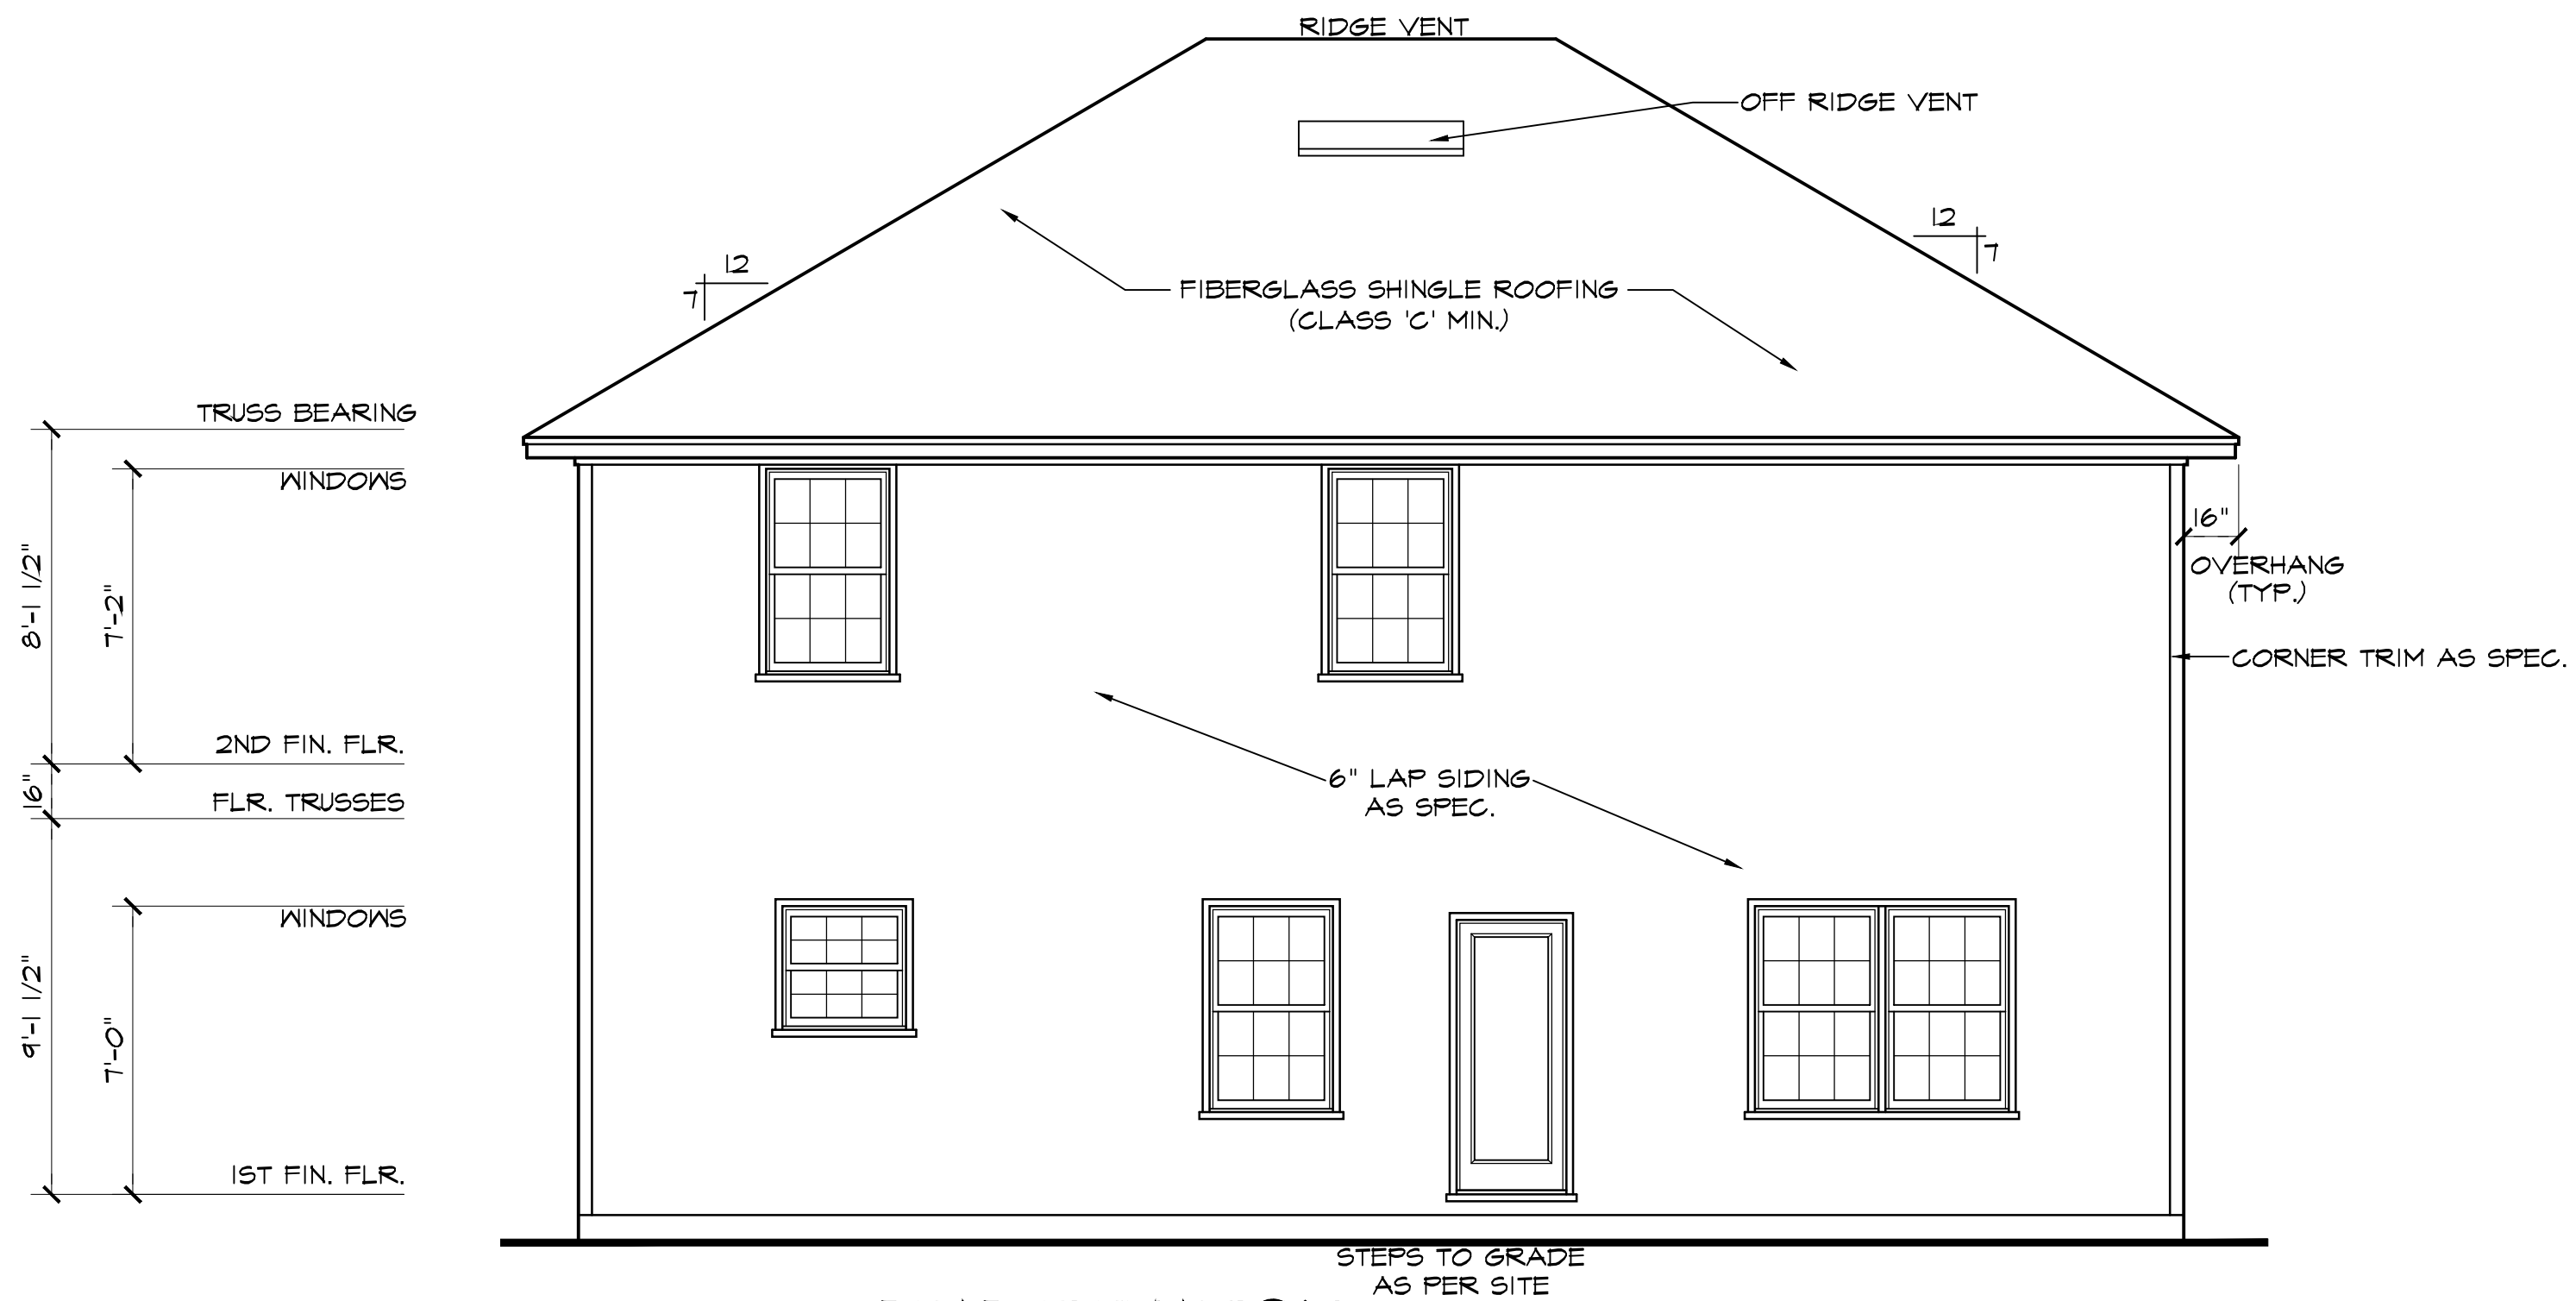 RIDGE VENT
OFF RIDGE VENT
12
7
12
7
FIBERGLASS SHINGLE ROOFING
(CLASS 'C' MIN.)
TRUSS BEARING
WINDOWS
8'-1 1/2"
7'-2"
16"
OVERHANG
(TYP.)
CORNER TRIM AS SPEC.
2ND FIN. FLR.
16"
FLR. TRUSSES
6" LAP SIDING
AS SPEC.
WINDOWS
9'-1 1/2"
7'-0"
1ST FIN. FLR.
STEPS TO GRADE
AS PER SITE